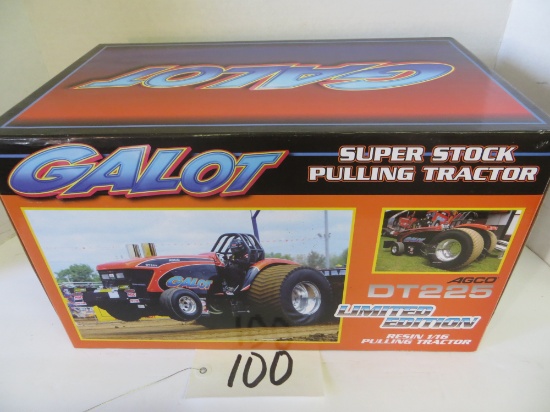 GALOT
GALOT
SUPER STOCK
PULLING TRACTOR
GALOT
AGCO
DT225
LIMITED
EDITION
RESIN 1/16
PULLING TRACTOR
100